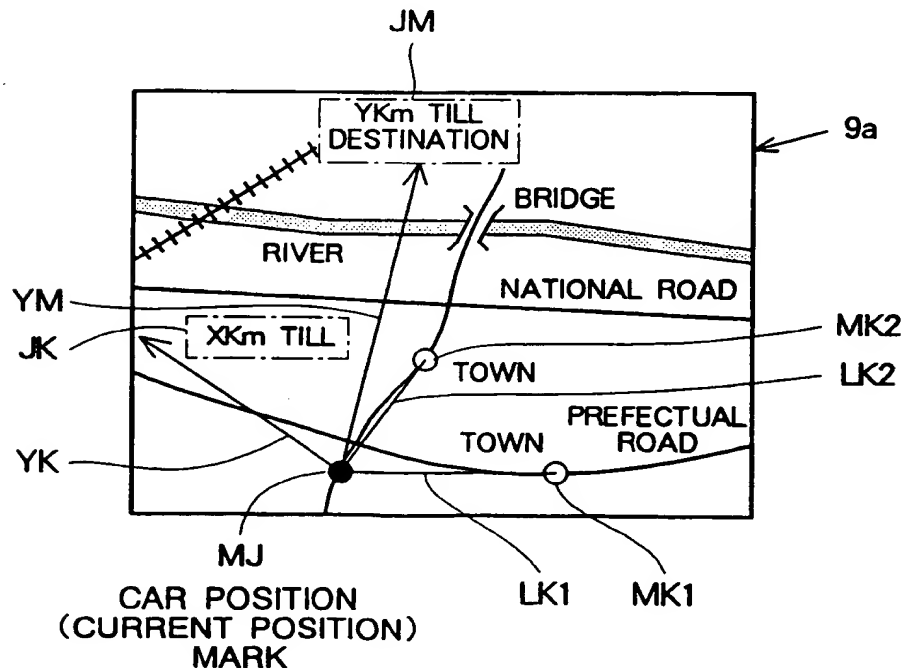 JM
YKm TILL
DESTINATION
9a
BRIDGE
RIVER
YM
NATIONAL ROAD
JK
XKm TILL
MK2
TOWN
LK2
TOWN
PREFECTUAL
ROAD
YK
MJ
LK1
MK1
CAR POSITION
(CURRENT POSITION)
MARK